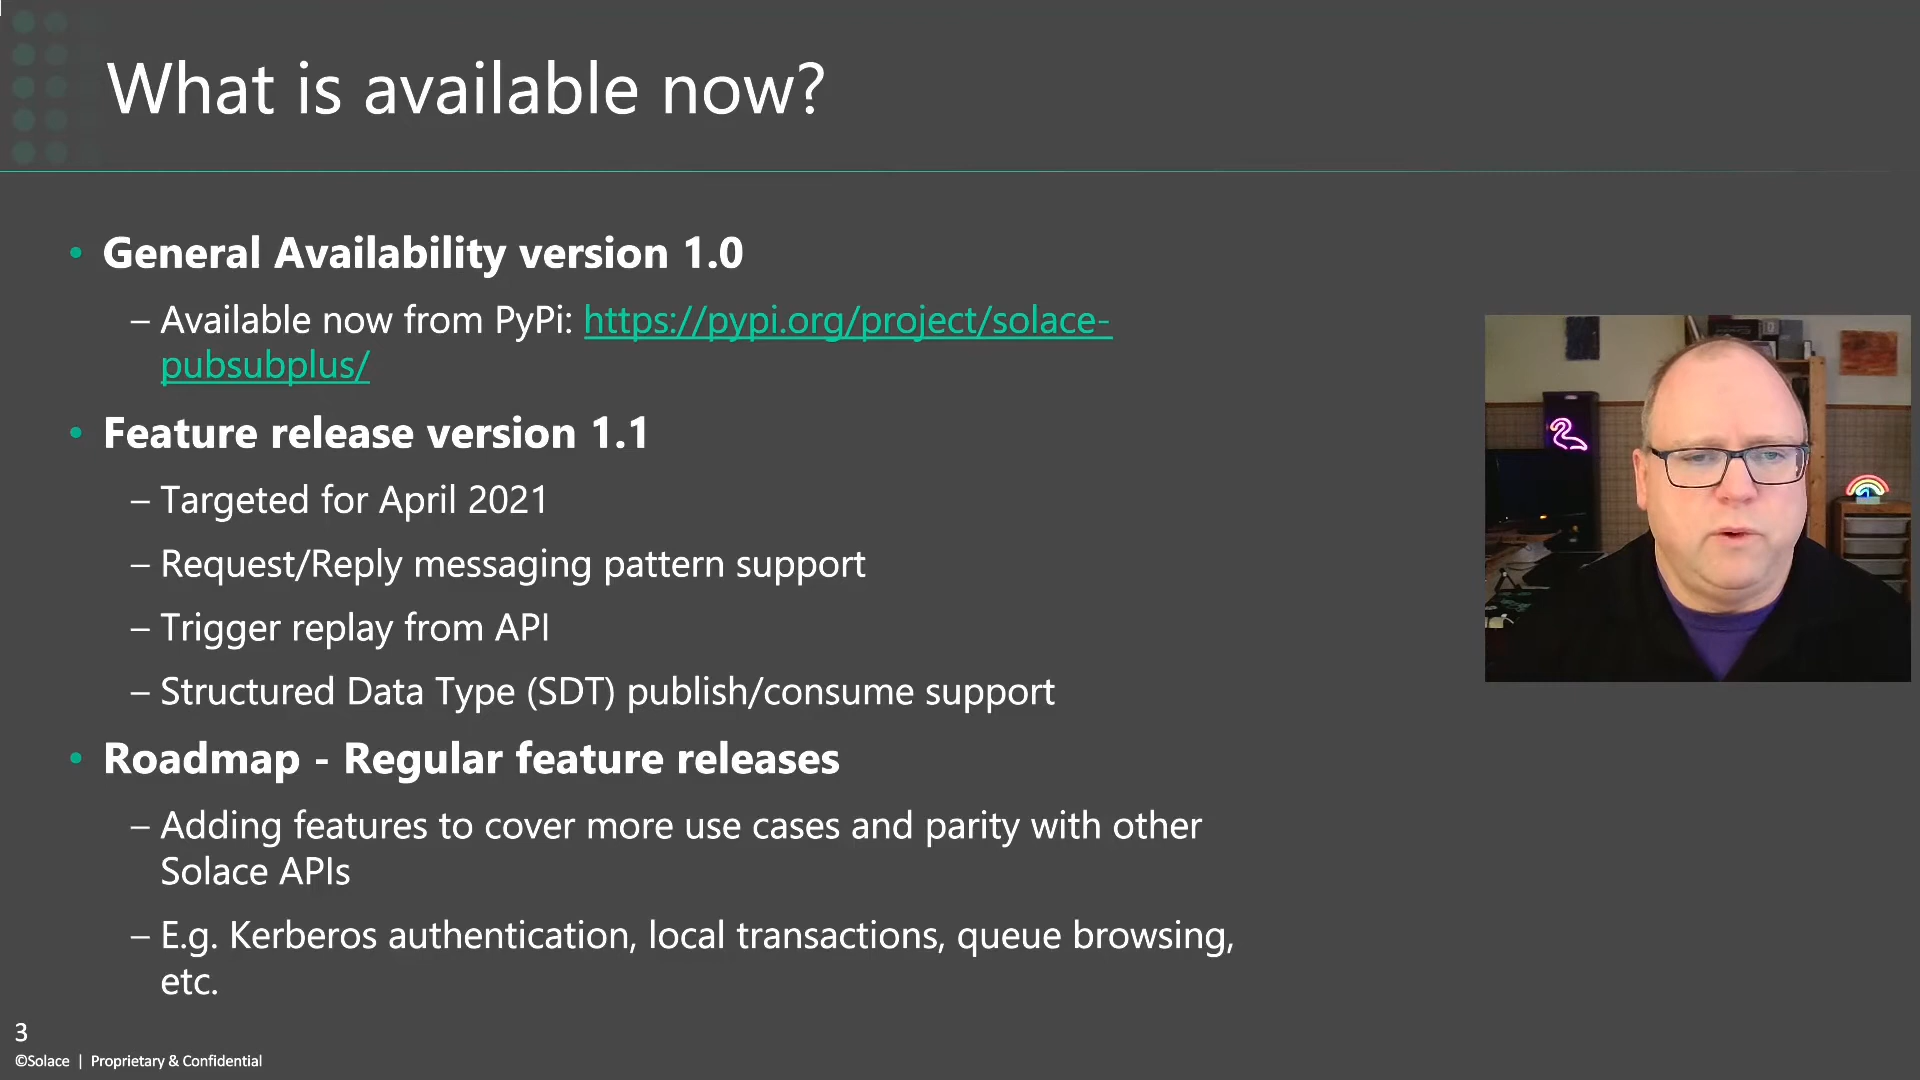 What is available now?
• General Availability version 1.0
– Available now from PyPi: https://pypi.org/project/solace-
pubsubplus/
• Feature release version 1.1
– Targeted for April 2021
– Request/Reply messaging pattern support
– Trigger replay from API
– Structured Data Type (SDT) publish/consume support
• Roadmap - Regular feature releases
– Adding features to cover more use cases and parity with other
Solace APIs
– E.g. Kerberos authentication, local transactions, queue browsing,
etc.
3
©Solace | Proprietary & Confidential